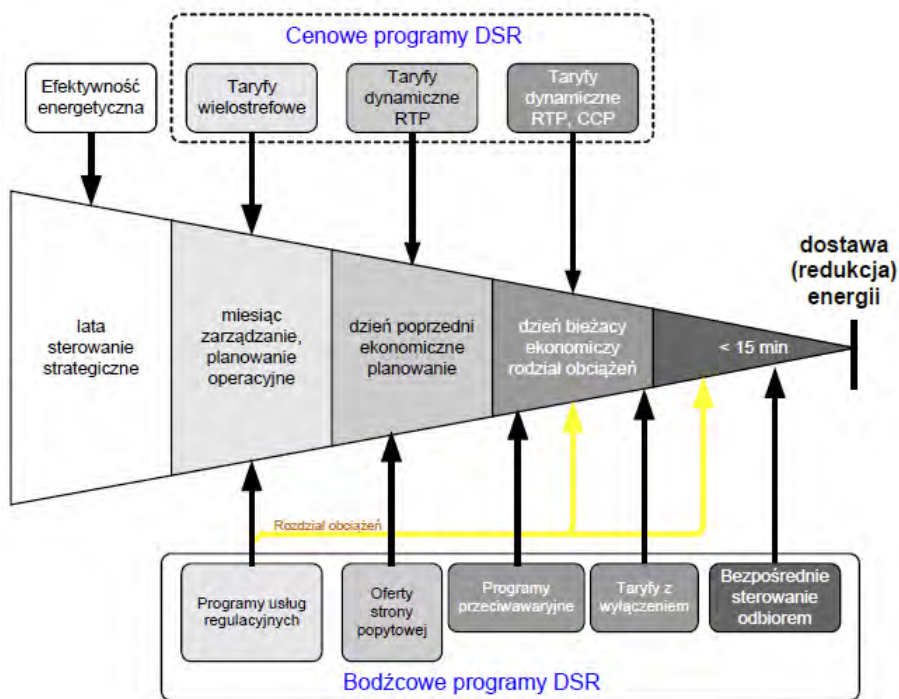 Cenowe programy DSR
Efektywność
energetyczna
Taryfy
wielostrefowe
Taryfy
dynamiczne
RTP
Taryfy
dynamiczne
RTP, CCP
dostawa
(redukcja)
energii
lata
sterowanie
strategiczne
miesiąc
zarządzanie,
planowanie
operacyjne
dzień poprzedni
ekonomiczne
planowanie
dzień bieżacy
ekonomiczy
rodział obciążeń
< 15 min
Rozdział obciążeń
Programy usług
regulacyjnych
Oferty
strony
popytowej
Programy
przeciwawaryjne
Taryfy z
wyłączeniem
Bezpośrednie
sterowanie
odbiorem
Bodźcowe programy DSR